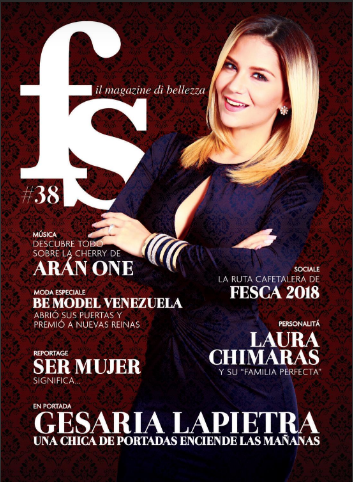 fs
il magazine di bellezza
#38
MÚSICA
DESCUBRE TODO
SOBRE LA CHERRY DE
ARÁN ONE
MODA ESPECIALE
BE MODEL VENEZUELA
ABRIÓ SUS PUERTAS Y
PREMIÓ A NUEVAS REINAS
REPORTAGE
SER MUJER
SIGNIFICA...
SOCIALE
LA RUTA CAFETALERA DE
FESCA 2018
PERSONALITÁ
LAURA
CHIMARAS
Y SU "FAMILIA PERFECTA"
EN PORTADA
GESARIA LAPIETRA
UNA CHICA DE PORTADAS ENCIENDE LAS MAÑANAS